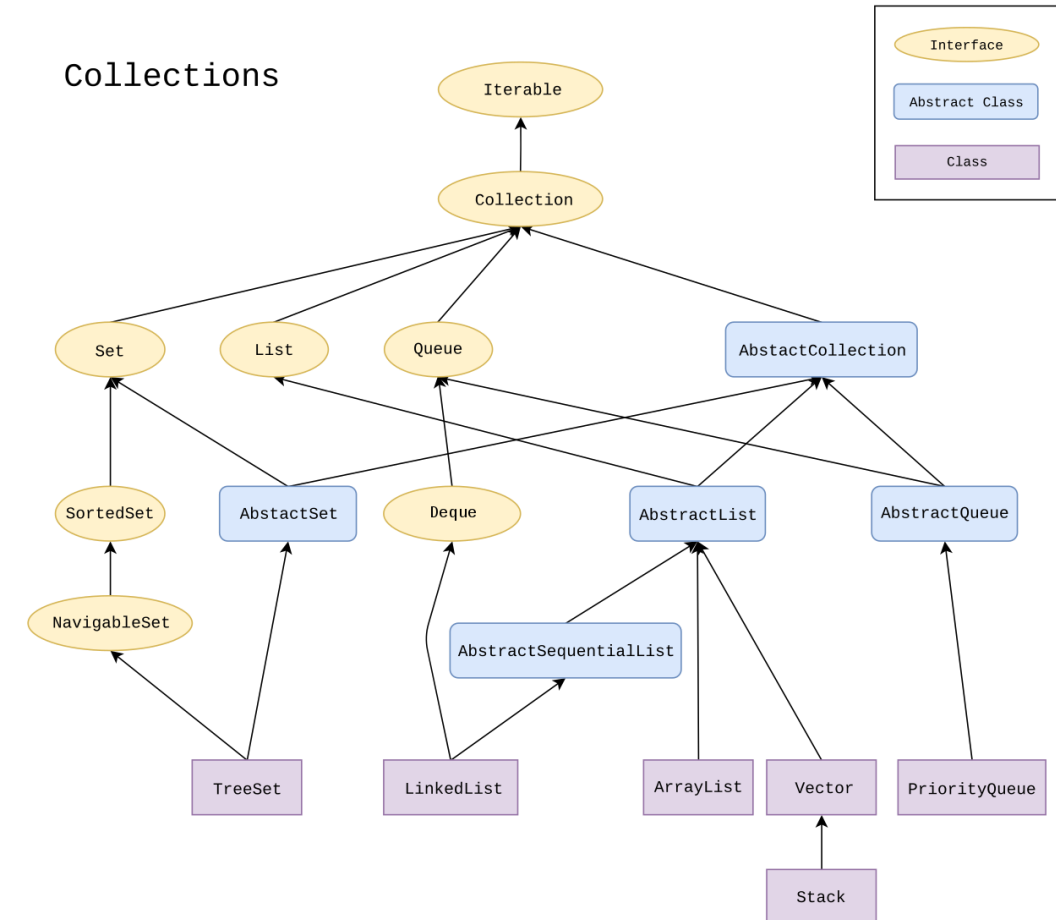 Interface
Collections
Iterable
Abstract Class
Class
Collection
Set
List
Queue
AbstactCollection
SortedSet
AbstactSet
Deque
AbstractList
AbstractQueue
NavigableSet
AbstractSequentialList
TreeSet
LinkedList
ArrayList
Vector
PriorityQueue
Stack